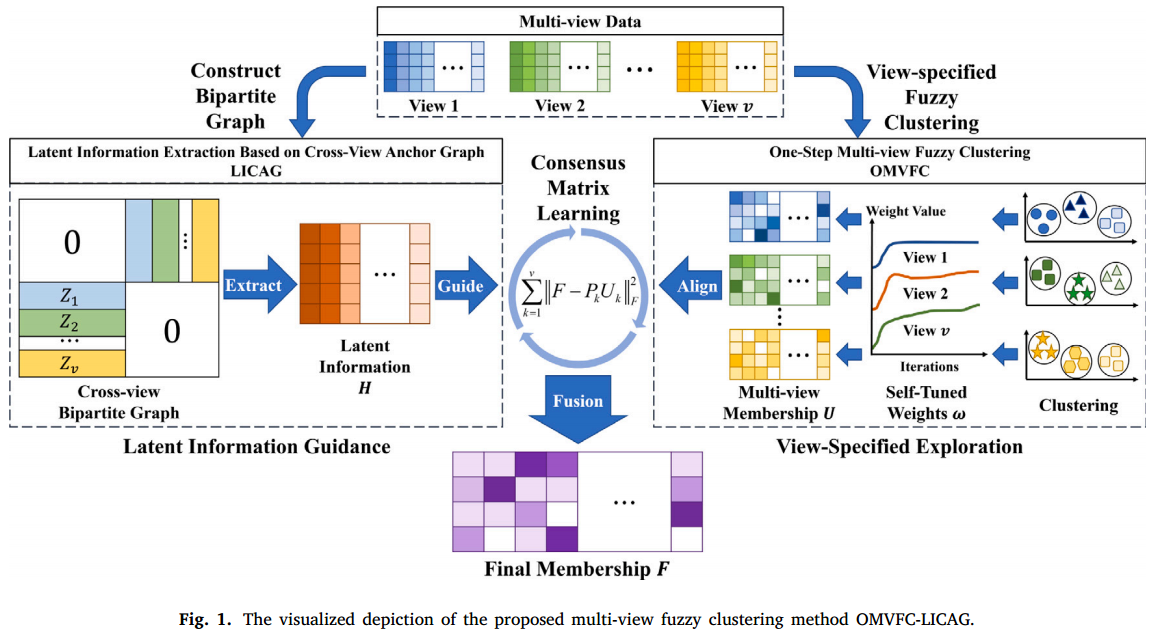 Multi-view Data
...
...
...
...
View 1
View 2
View v
Construct
Bipartite
Graph
View-specified
Fuzzy
Clustering
Latent Information Extraction Based on Cross-View Anchor Graph
LICAG
0
...
Z_1
Z_2
...
Z_v
0
Cross-view
Bipartite Graph
Extract
...
Latent
Information
H
Guide
Latent Information Guidance
Consensus
Matrix
Learning
\sum_{k=1}^{v} \|F - P_k U_k\|_F^2
Fusion
One-Step Multi-view Fuzzy Clustering
OMVFC
Align
...
...
...
...
Multi-view
Membership U
Weight Value
View 1
View 2
View v
Iterations
Self-Tuned
Weights ω
Clustering
View-Specified Exploration
...
Final Membership F
Fig. 1. The visualized depiction of the proposed multi-view fuzzy clustering method OMVFC-LICAG.